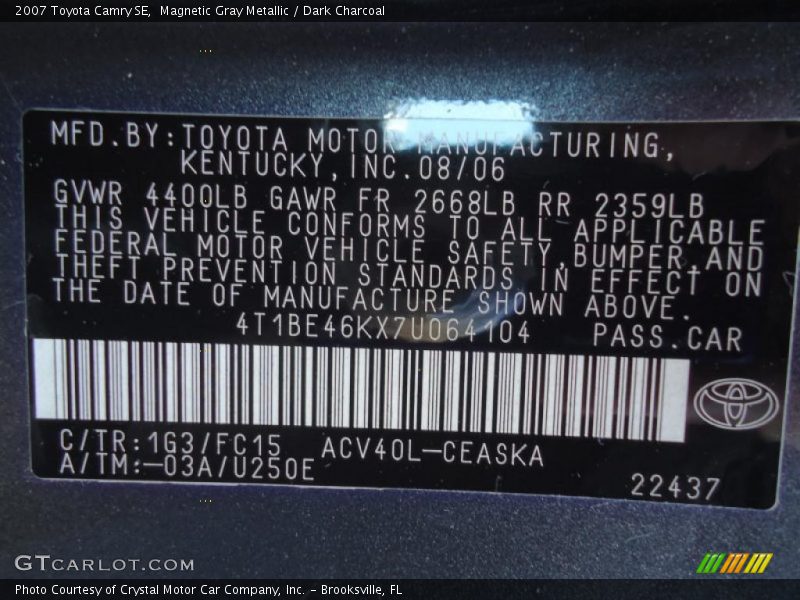 2007 Toyota Camry SE, Magnetic Gray Metallic / Dark Charcoal
MFD.BY:TOYOTA MOTOR MANUFACTURING,
KENTUCKY,INC.08/06
GVWR 4400LB GAWR FR 2668LB RR 2359LB
THIS VEHICLE CONFORMS TO ALL APPLICABLE
FEDERAL MOTOR VEHICLE SAFETY,BUMPER,AND
THEFT PREVENTION STANDARDS IN EFFECT ON
THE DATE OF MANUFACTURE SHOWN ABOVE.
4T1BE46KX7U064104 PASS.CAR
C/TR:1G3/FC15 ACV40L-CEASKA
A/TM:-03A/U250E
22437
GTCARLOT.COM
Photo Courtesy of Crystal Motor Car Company, Inc. - Brooksville, FL